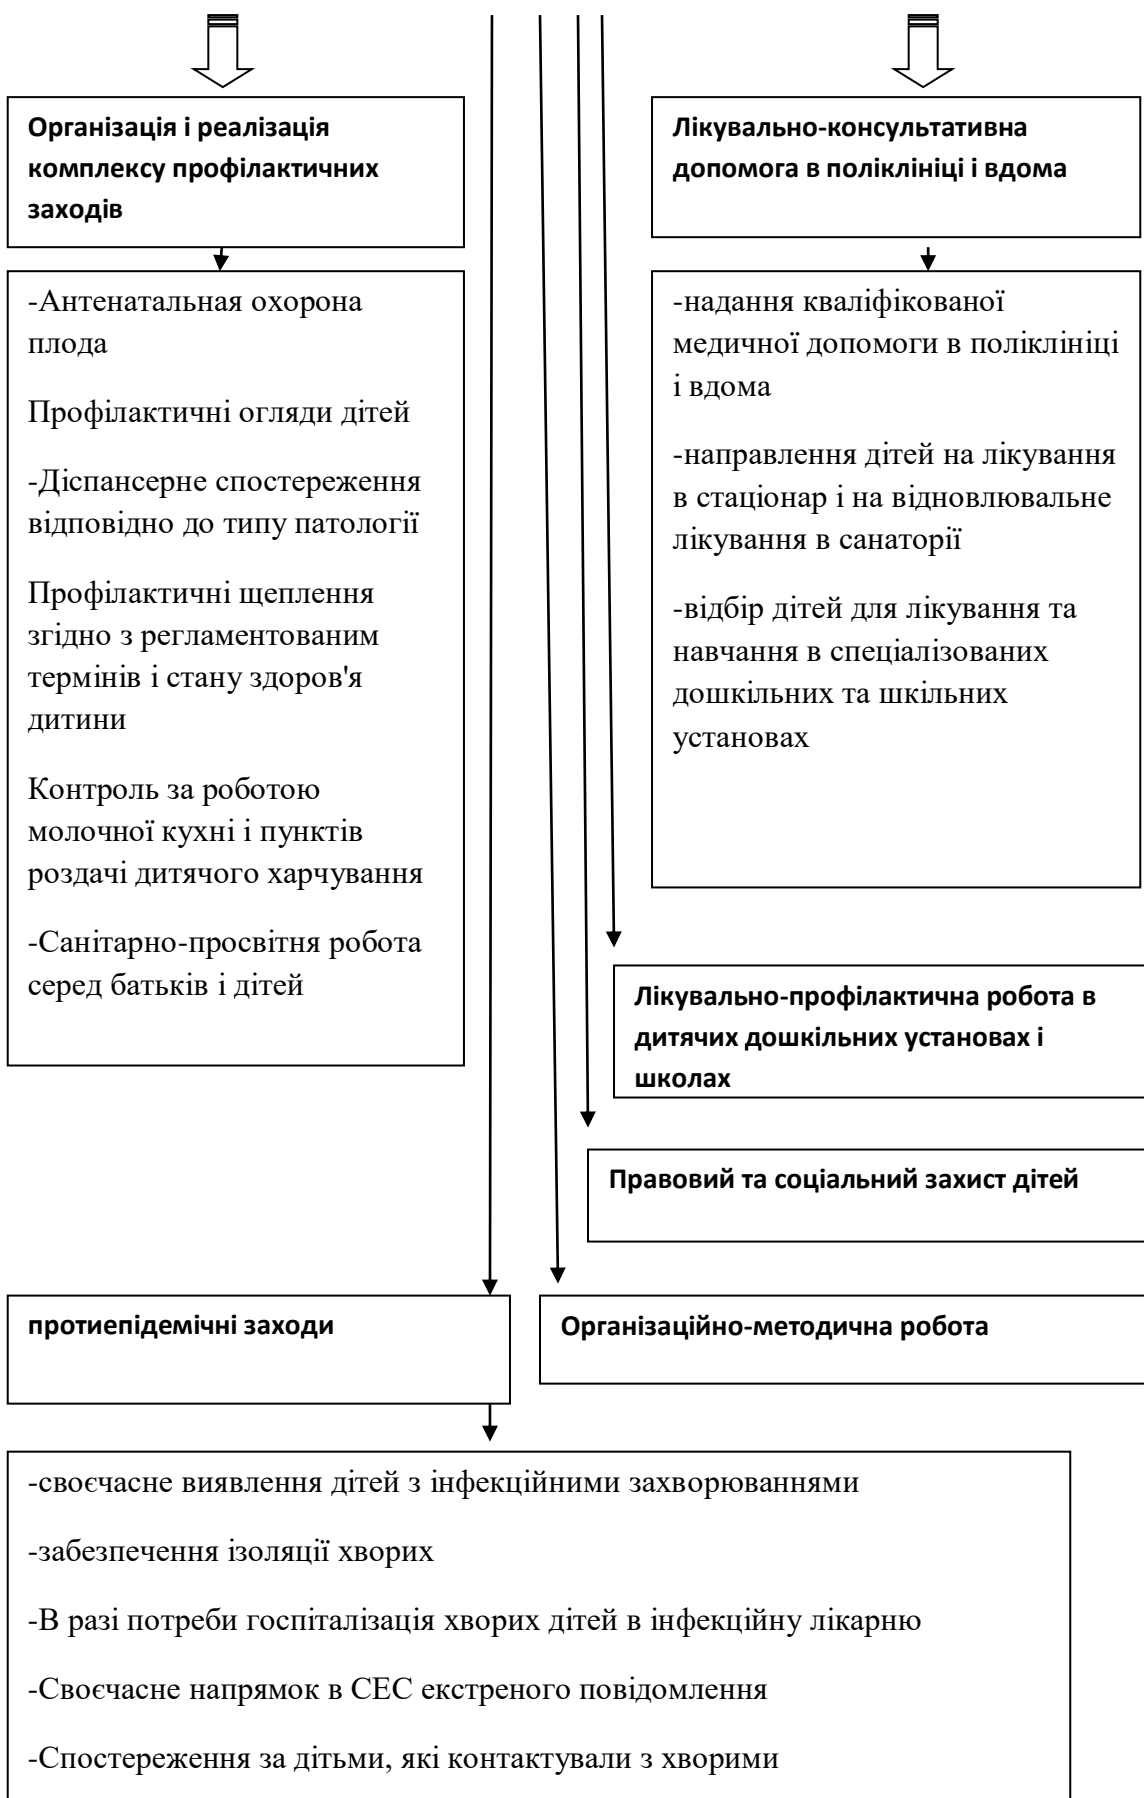 Організація і реалізація
комплексу профілактичних
заходів
Лікувально-консультативна
допомога в поліклініці і вдома
-Антенатальная охорона
плода
Профілактичні огляди дітей
-Діспансерне спостереження
відповідно до типу патології
Профілактичні щеплення
згідно з регламентованим
термінів і стану здоров'я
дитини
Контроль за роботою
молочної кухні і пунктів
роздачі дитячого харчування
-Санітарно-просвітня робота
серед батьків і дітей
-надання кваліфікованої
медичної допомоги в поліклініці
і вдома
-направлення дітей на лікування
в стаціонар і на відновлювальне
лікування в санаторії
-відбір дітей для лікування та
навчання в спеціалізованих
дошкільних та шкільних
установах
Лікувально-профілактична робота в
дитячих дошкільних установах і
школах
Правовий та соціальний захист дітей
протиепідемічні заходи
Організаційно-методична робота
-своєчасне виявлення дітей з інфекційними захворюваннями
-забезпечення ізоляції хворих
-В разі потреби госпіталізація хворих дітей в інфекційну лікарню
-Своєчасне напрямок в СЕС екстреного повідомлення
-Спостереження за дітьми, які контактували з хворими